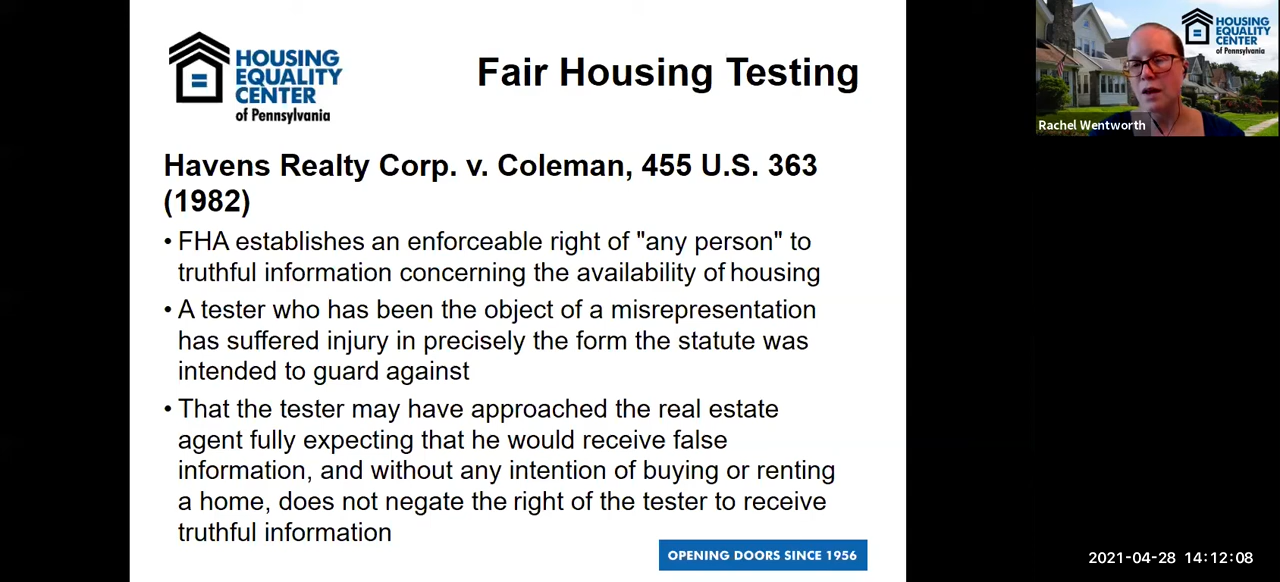 HOUSING
EQUALITY
CENTER
of Pennsylvania
Fair Housing Testing
Havens Realty Corp. v. Coleman, 455 U.S. 363
(1982)
• FHA establishes an enforceable right of "any person" to
truthful information concerning the availability of housing
• A tester who has been the object of a misrepresentation
has suffered injury in precisely the form the statute was
intended to guard against
• That the tester may have approached the real estate
agent fully expecting that he would receive false
information, and without any intention of buying or renting
a home, does not negate the right of the tester to receive
truthful information
OPENING DOORS SINCE 1956
HOUSING
EQUALITY
CENTER
of Pennsylvania
Rachel Wentworth
2021-04-28 14:12:08